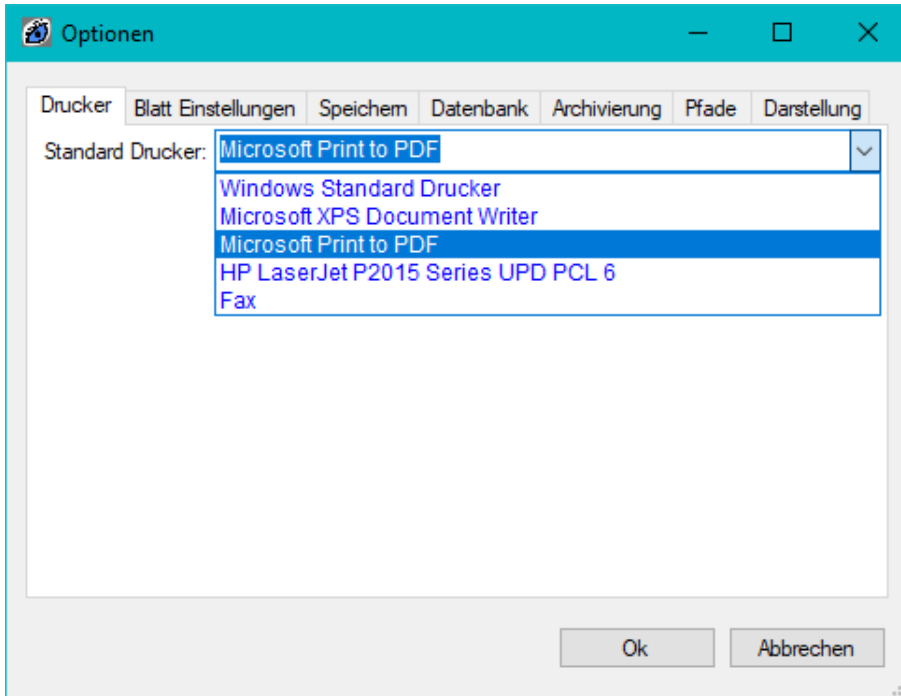 Optionen
Drucker Blatt Einstellungen Speichern Datenbank Archivierung Pfade Darstellung
Standard Drucker: Microsoft Print to PDF
Windows Standard Drucker
Microsoft XPS Document Writer
Microsoft Print to PDF
HP LaserJet P2015 Series UPD PCL 6
Fax
Ok Abbrechen